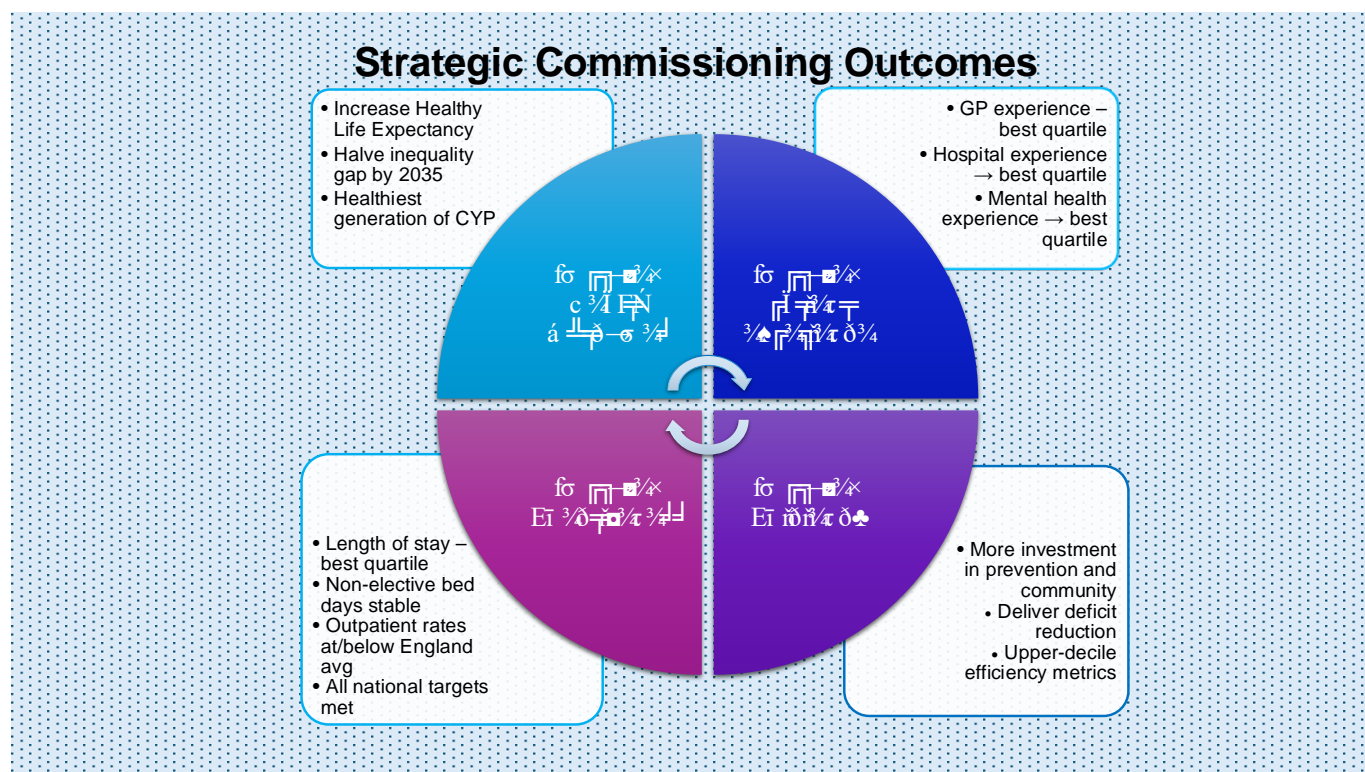 Strategic Commissioning Outcomes
• Increase Healthy
Life Expectancy
• Halve inequality
gap by 2035
• Healthiest
generation of CYP
• GP experience –
best quartile
• Hospital experience
→ best quartile
• Mental health
experience → best
quartile
• Length of stay –
best quartile
• Non-elective bed
days stable
• Outpatient rates
at/below England
avg
• All national targets
met
• More investment
in prevention and
community
• Deliver deficit
reduction
• Upper-decile
efficiency metrics